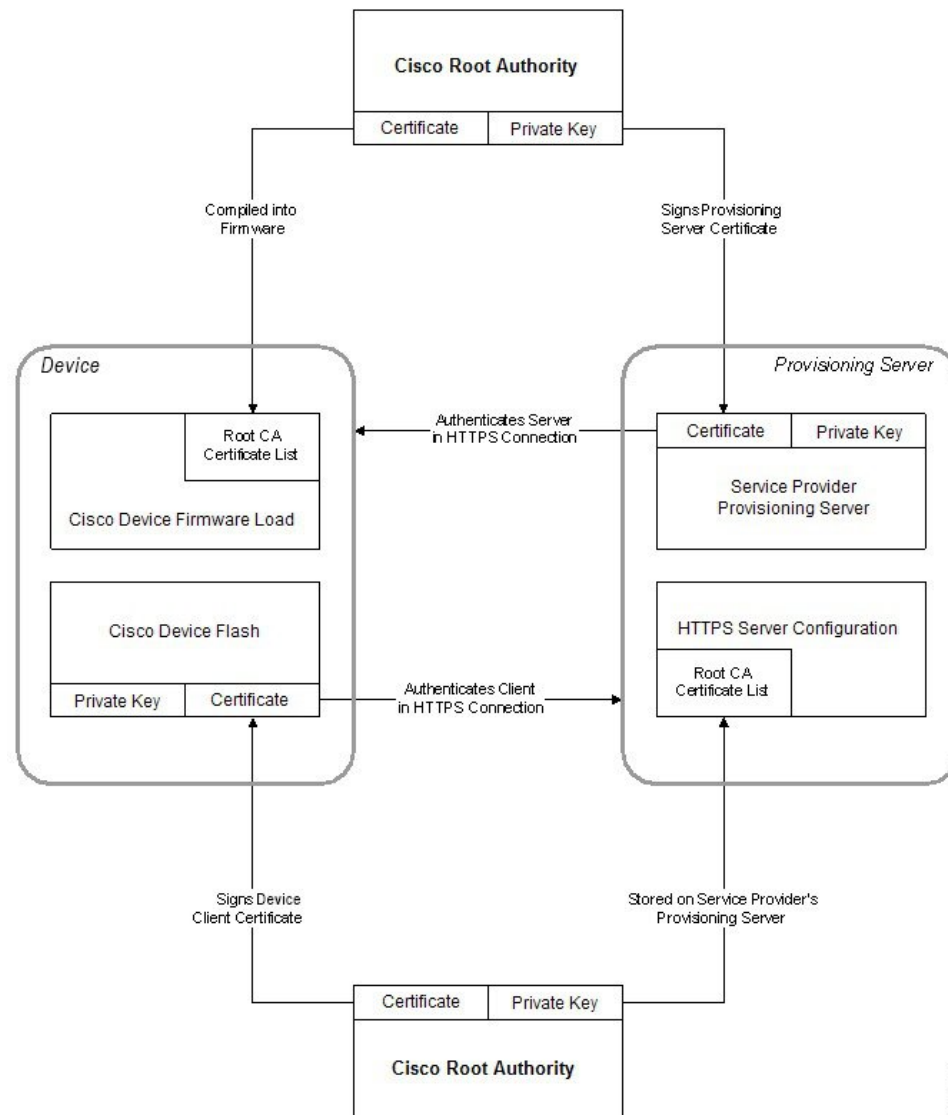 Cisco Root Authority
Certificate
Private Key
Compiled into
Firmware
Signs Provisioning
Server Certificate
Device
Provisioning Server
Root CA
Certificate List
Cisco Device Firmware Load
Authenticates Server
in HTTPS Connection
Certificate
Private Key
Service Provider
Provisioning Server
Cisco Device Flash
Private Key
Certificate
Authenticates Client
in HTTPS Connection
HTTPS Server Configuration
Root CA
Certificate List
Signs Device
Client Certificate
Stored on Service Provider's
Provisioning Server
Certificate
Private Key
Cisco Root Authority